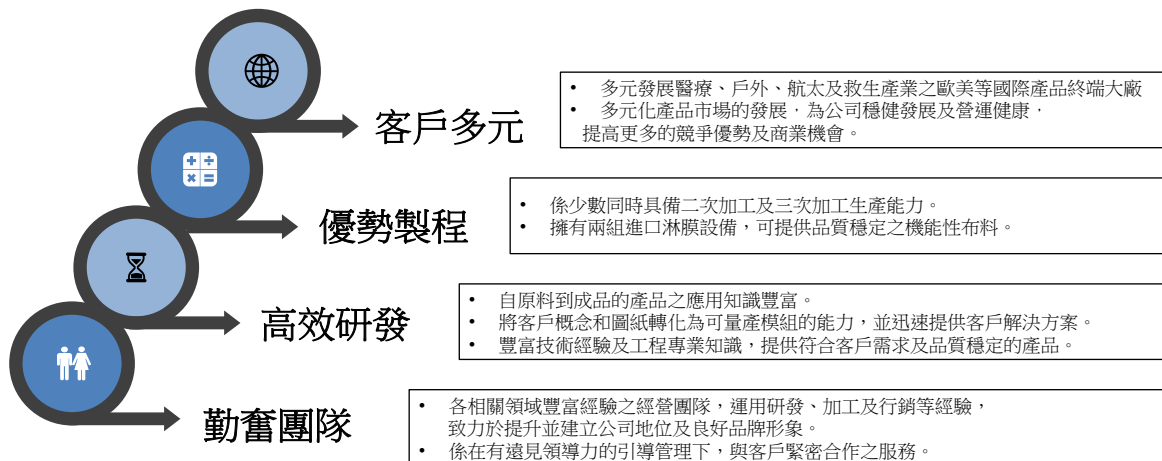 客戶多元
• 多元發展醫療、戶外、航太及救生產業之歐美等國際產品終端大廠
• 多元化產品市場的發展，為公司穩健發展及營運健康，
提高更多的競爭優勢及商業機會。
優勢製程
• 係少數同時具備二次加工及三次加工生產能力。
• 擁有兩組進口淋膜設備，可提供品質穩定之機能性布料。
高效研發
• 自原料到成品的產品之應用知識豐富。
• 將客戶概念和圖紙轉化為可量產模組的能力，並迅速提供客戶解決方案。
• 豐富技術經驗及工程專業知識，提供符合客戶需求及品質穩定的產品。
勤奮團隊
• 各相關領域豐富經驗之經營團隊，運用研發、加工及行銷等經驗，
致力於提升並建立公司地位及良好品牌形象。
• 係在有遠見領導力的引導管理下，與客戶緊密合作之服務。